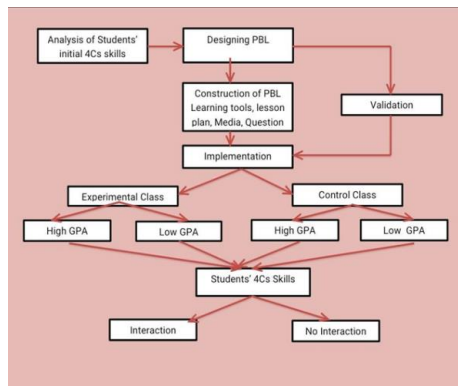 Analysis of Students'
initial 4Cs skills
Designing PBL
Construction of PBL
Learning tools, lesson
plan, Media, Question
Validation
Implementation
Experimental Class
Control Class
High GPA
Low GPA
High GPA
Low GPA
Students' 4Cs Skills
Interaction
No Interaction